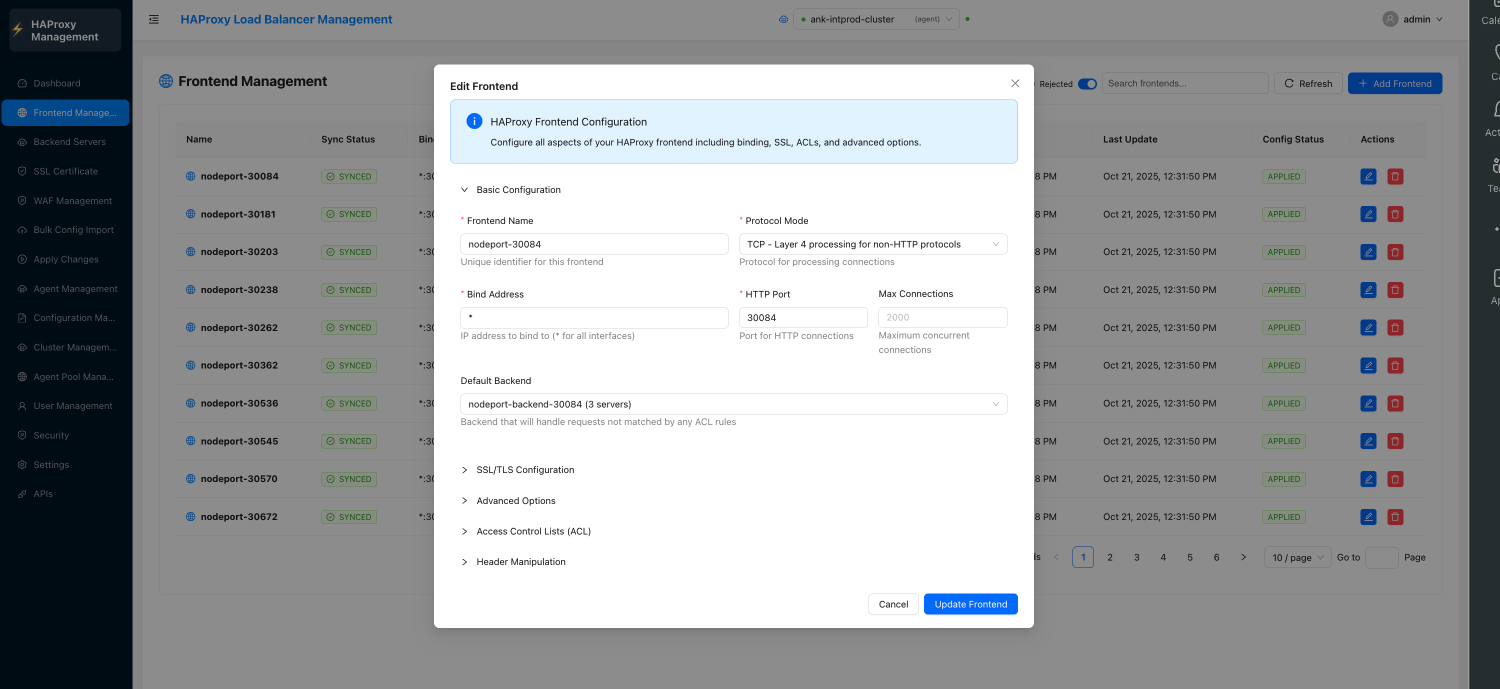 HAProxy
Management
HAProxy Load Balancer Management
ank-intprod-cluster (agent)
admin
Dashboard
Frontend Manage...
Backend Servers
SSL Certificate
WAF Management
Bulk Config Import
Apply Changes
Agent Management
Configuration Ma...
Cluster Managem...
Agent Pool Mana...
User Management
Security
Settings
APIs
Frontend Management
Rejected
Search frontends...
Refresh
Add Frontend
Name Sync Status Bin Last Update Config Status Actions
nodeport-30084 SYNCED *:30 8 PM Oct 21, 2025, 12:31:50 PM APPLIED
nodeport-30181 SYNCED *:30 8 PM Oct 21, 2025, 12:31:50 PM APPLIED
nodeport-30203 SYNCED *:30 8 PM Oct 21, 2025, 12:31:50 PM APPLIED
nodeport-30238 SYNCED *:30 8 PM Oct 21, 2025, 12:31:50 PM APPLIED
nodeport-30262 SYNCED *:30 8 PM Oct 21, 2025, 12:31:50 PM APPLIED
nodeport-30362 SYNCED *:30 8 PM Oct 21, 2025, 12:31:50 PM APPLIED
nodeport-30536 SYNCED *:30 8 PM Oct 21, 2025, 12:31:50 PM APPLIED
nodeport-30545 SYNCED *:30 8 PM Oct 21, 2025, 12:31:50 PM APPLIED
nodeport-30570 SYNCED *:30 8 PM Oct 21, 2025, 12:31:50 PM APPLIED
nodeport-30672 SYNCED *:30 8 PM Oct 21, 2025, 12:31:50 PM APPLIED
ds < 1 2 3 4 5 6 > 10 / page Go to Page
Edit Frontend
HAProxy Frontend Configuration
Configure all aspects of your HAProxy frontend including binding, SSL, ACLs, and advanced options.
Basic Configuration
* Frontend Name * Protocol Mode
nodeport-30084 TCP - Layer 4 processing for non-HTTP protocols
Unique identifier for this frontend Protocol for processing connections
* Bind Address * HTTP Port Max Connections
* 30084 2000
IP address to bind to (* for all interfaces) Port for HTTP connections Maximum concurrent
connections
Default Backend
nodeport-backend-30084 (3 servers)
Backend that will handle requests not matched by any ACL rules
SSL/TLS Configuration
Advanced Options
Access Control Lists (ACL)
Header Manipulation
Cancel
Update Frontend
Cale
Ca
Act
Tea
Ap